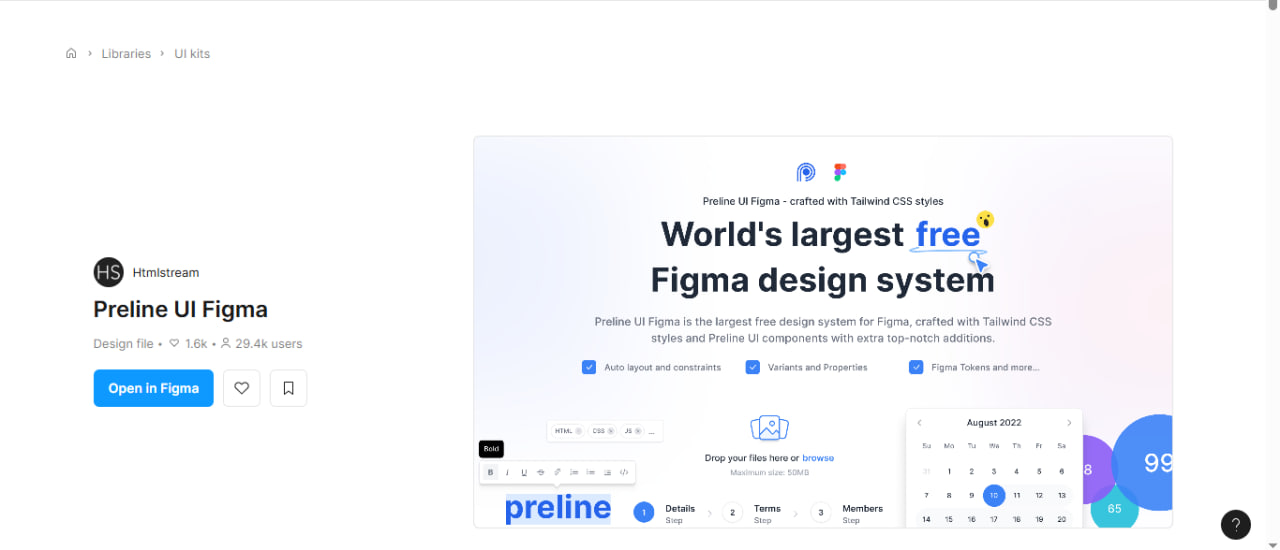 Libraries › UI kits
HS Htmlstream
Preline UI Figma
Design file • 1.6k • 29.4k users
Open in Figma
Preline UI Figma - crafted with Tailwind CSS styles
World's largest free
Figma design system
Preline UI Figma is the largest free design system for Figma, crafted with Tailwind CSS
styles and Preline UI components with extra top-notch additions.
Auto layout and constraints
Variants and Properties
Figma Tokens and more...
HTML CSS JS ...
Bold
B I U S
preline
Drop your files here or browse
Maximum size: 50MB
1 Details
Step
2 Terms
Step
3 Members
Step
August 2022
Su Mo Tu We Th Fr Sa
31 1 2 3 4 5 6
7 8 9 10 11 12 13
14 15 16 17 18 19 20
8
99
65
?